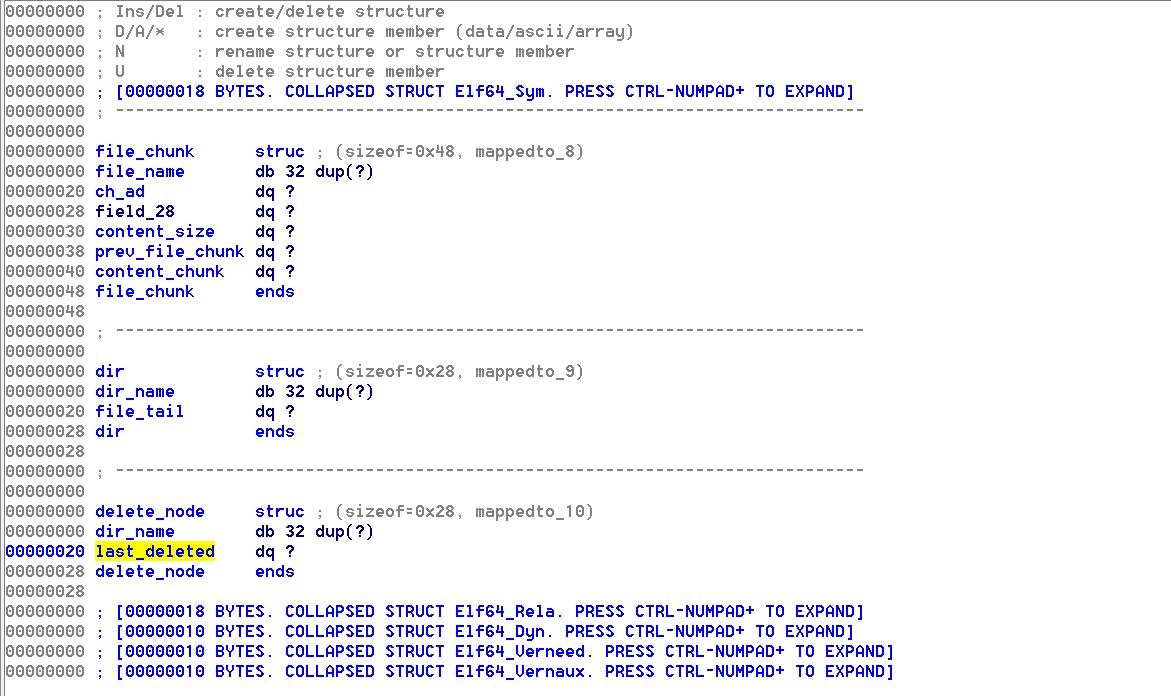 00000000 ; Ins/Del : create/delete structure
00000000 ; D/A/*   : create structure member (data/ascii/array)
00000000 ; N       : rename structure or structure member
00000000 ; U       : delete structure member
00000000 ; [00000018 BYTES. COLLAPSED STRUCT Elf64_Sym. PRESS CTRL-NUMPAD+ TO EXPAND]
00000000 ; ---------------------------------------------------------------------------
00000000
00000000 file_chunk      struc ; (sizeof=0x48, mappedto_8)
00000000 file_name       db 32 dup(?)
00000020 ch_ad           dq ?
00000028 field_28        dq ?
00000030 content_size    dq ?
00000038 prev_file_chunk dq ?
00000040 content_chunk   dq ?
00000048 file_chunk      ends
00000048
00000000 ; ---------------------------------------------------------------------------
00000000
00000000 dir             struc ; (sizeof=0x28, mappedto_9)
00000000 dir_name        db 32 dup(?)
00000020 file_tail       dq ?
00000028 dir             ends
00000028
00000000 ; ---------------------------------------------------------------------------
00000000
00000000 delete_node     struc ; (sizeof=0x28, mappedto_10)
00000000 dir_name        db 32 dup(?)
00000020 last_deleted    dq ?
00000028 delete_node     ends
00000028
00000000 ; [00000018 BYTES. COLLAPSED STRUCT Elf64_Rela. PRESS CTRL-NUMPAD+ TO EXPAND]
00000000 ; [00000010 BYTES. COLLAPSED STRUCT Elf64_Dyn. PRESS CTRL-NUMPAD+ TO EXPAND]
00000000 ; [00000010 BYTES. COLLAPSED STRUCT Elf64_Verneed. PRESS CTRL-NUMPAD+ TO EXPAND]
00000000 ; [00000010 BYTES. COLLAPSED STRUCT Elf64_Vernaux. PRESS CTRL-NUMPAD+ TO EXPAND]